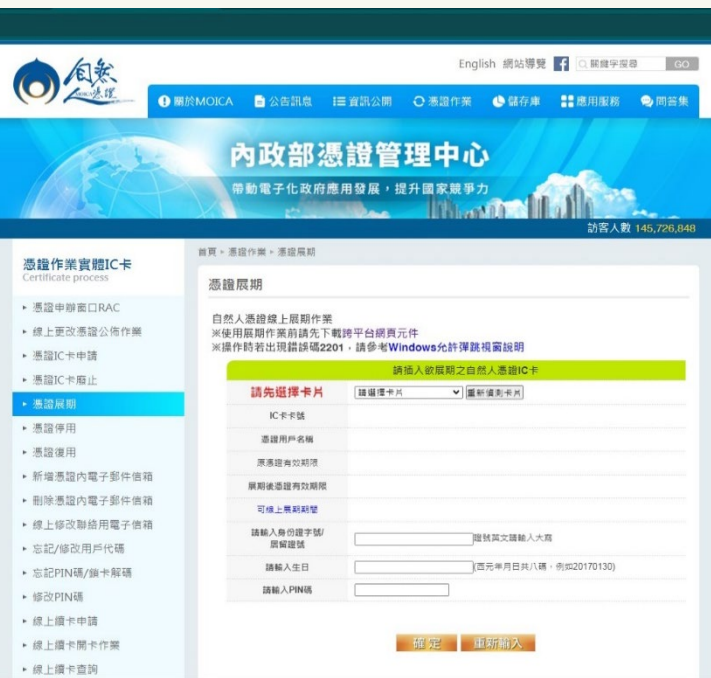 English 網站導覽 f 關鍵字搜尋 GO
自然
MOICA 憑證
關於MOICA 公告訊息 資訊公開 憑證作業 儲存庫 應用服務 問答集
內政部憑證管理中心
帶動電子化政府應用發展，提升國家競爭力
訪客人數 145,726,848
憑證作業實體IC卡
Certificate process
憑證申辦窗口RAC
線上更改憑證公佈作業
憑證IC卡申請
憑證IC卡廢止
憑證展期
憑證停用
憑證復用
新增憑證內電子郵件信箱
刪除憑證內電子郵件信箱
線上修改聯絡用電子信箱
忘記/修改用戶代碼
忘記PIN碼/鎖卡解碼
修改PIN碼
線上續卡申請
線上續卡開卡作業
線上續卡查詢
首頁 憑證作業 憑證展期
憑證展期
自然人憑證線上展期作業
※使用展期作業前請先下載跨平台網頁元件
※操作時若出現錯誤碼2201，請參考Windows允許彈跳視窗說明
請插入欲展期之自然人憑證IC卡
請先選擇卡片 請選擇卡片 重新偵測卡片
IC卡卡號
憑證用戶名稱
原憑證有效期限
展期後憑證有效期限
可線上展期期間
請輸入身份證字號/
居留證號 證號英文請輸入大寫
請輸入生日 (西元年月日共八碼，例如20170130)
請輸入PIN碼
確定 重新輸入